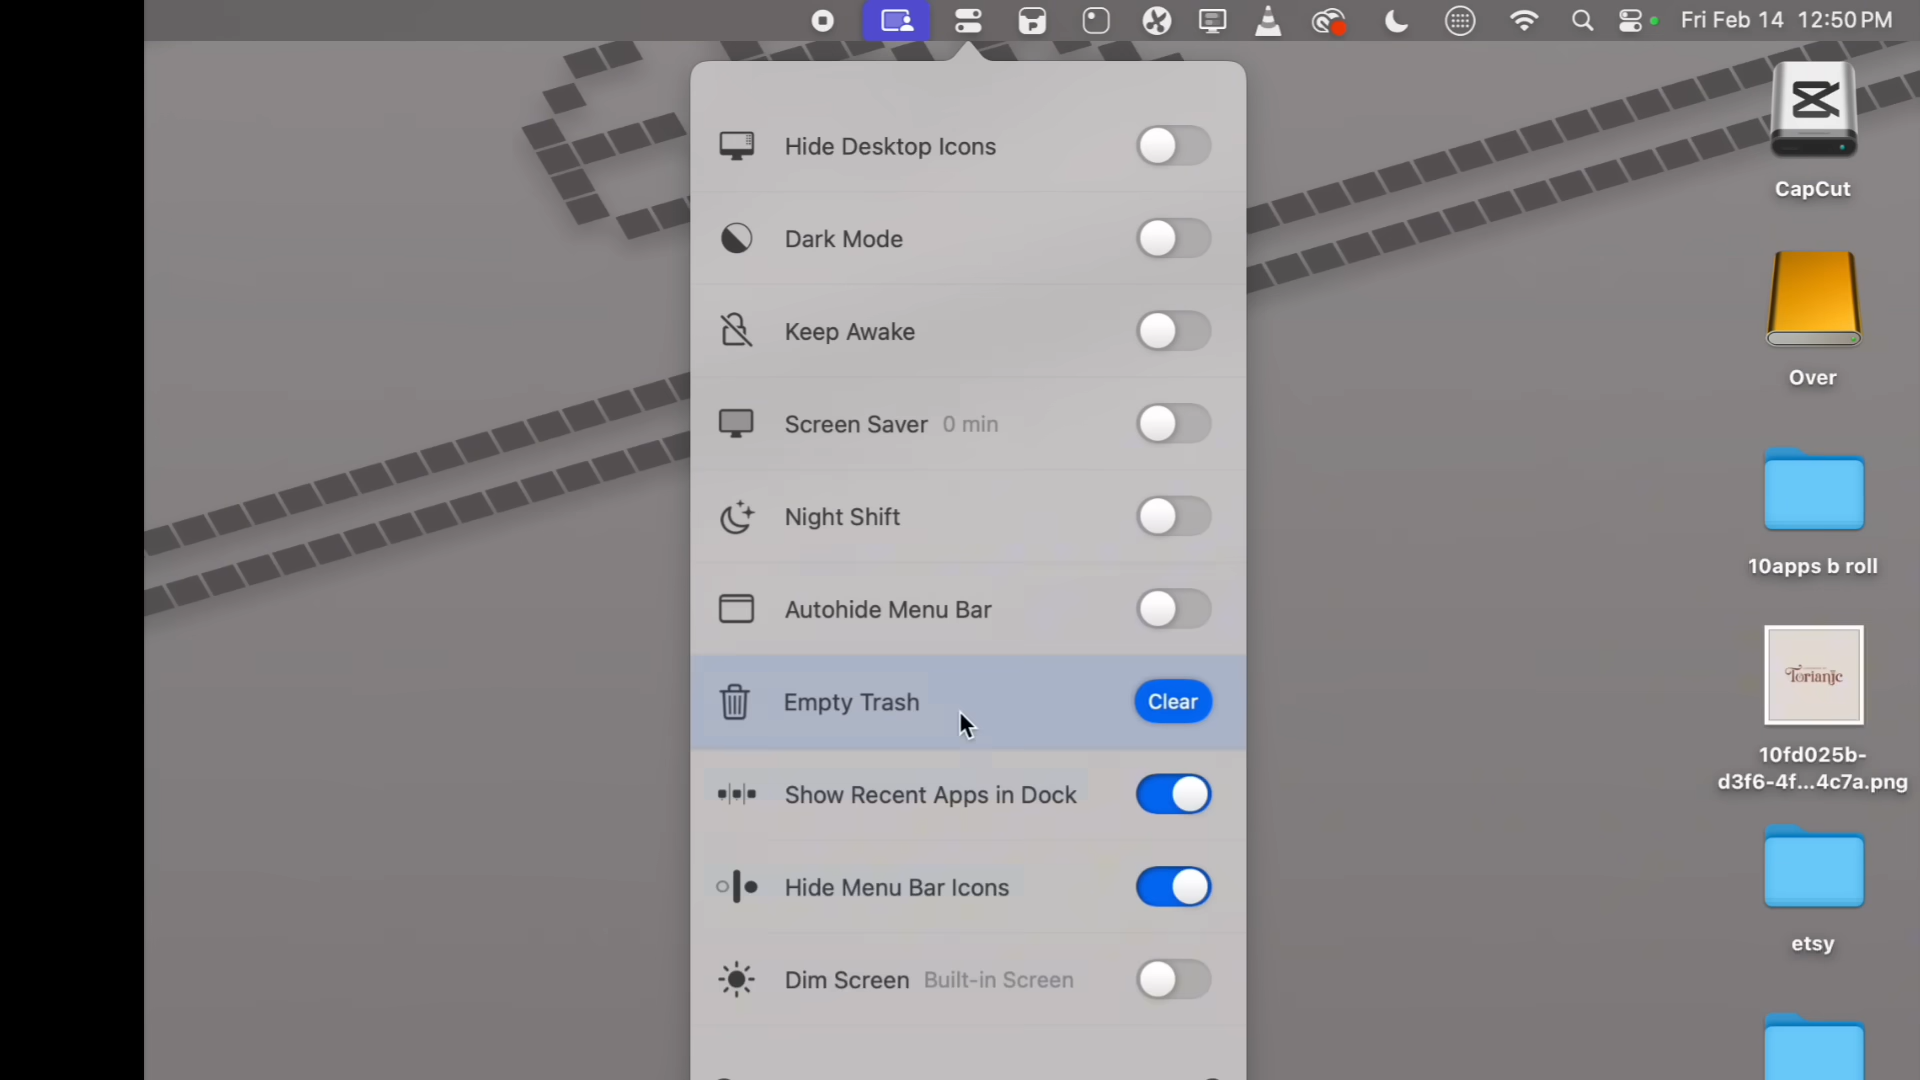 Fri Feb 14 12:50 PM
Hide Desktop Icons
Dark Mode
Keep Awake
Screen Saver 0 min
Night Shift
Autohide Menu Bar
Empty Trash Clear
Show Recent Apps in Dock
Hide Menu Bar Icons
Dim Screen Built-in Screen
CapCut
Over
10apps b roll
Torianic
10fd025b-
d3f6-4f...4c7a.png
etsy